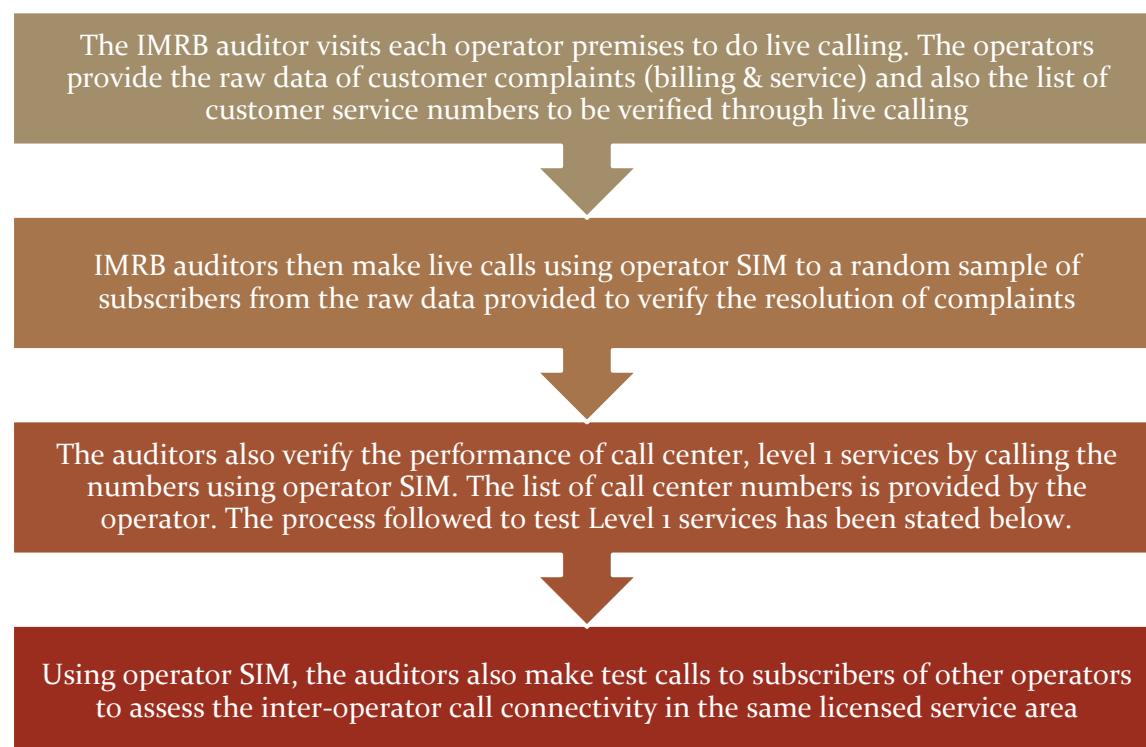 The IMRB auditor visits each operator premises to do live calling. The operators
provide the raw data of customer complaints (billing & service) and also the list of
customer service numbers to be verified through live calling
IMRB auditors then make live calls using operator SIM to a random sample of
subscribers from the raw data provided to verify the resolution of complaints
The auditors also verify the performance of call center, level 1 services by calling the
numbers using operator SIM. The list of call center numbers is provided by the
operator. The process followed to test Level 1 services has been stated below.
Using operator SIM, the auditors also make test calls to subscribers of other operators
to assess the inter-operator call connectivity in the same licensed service area